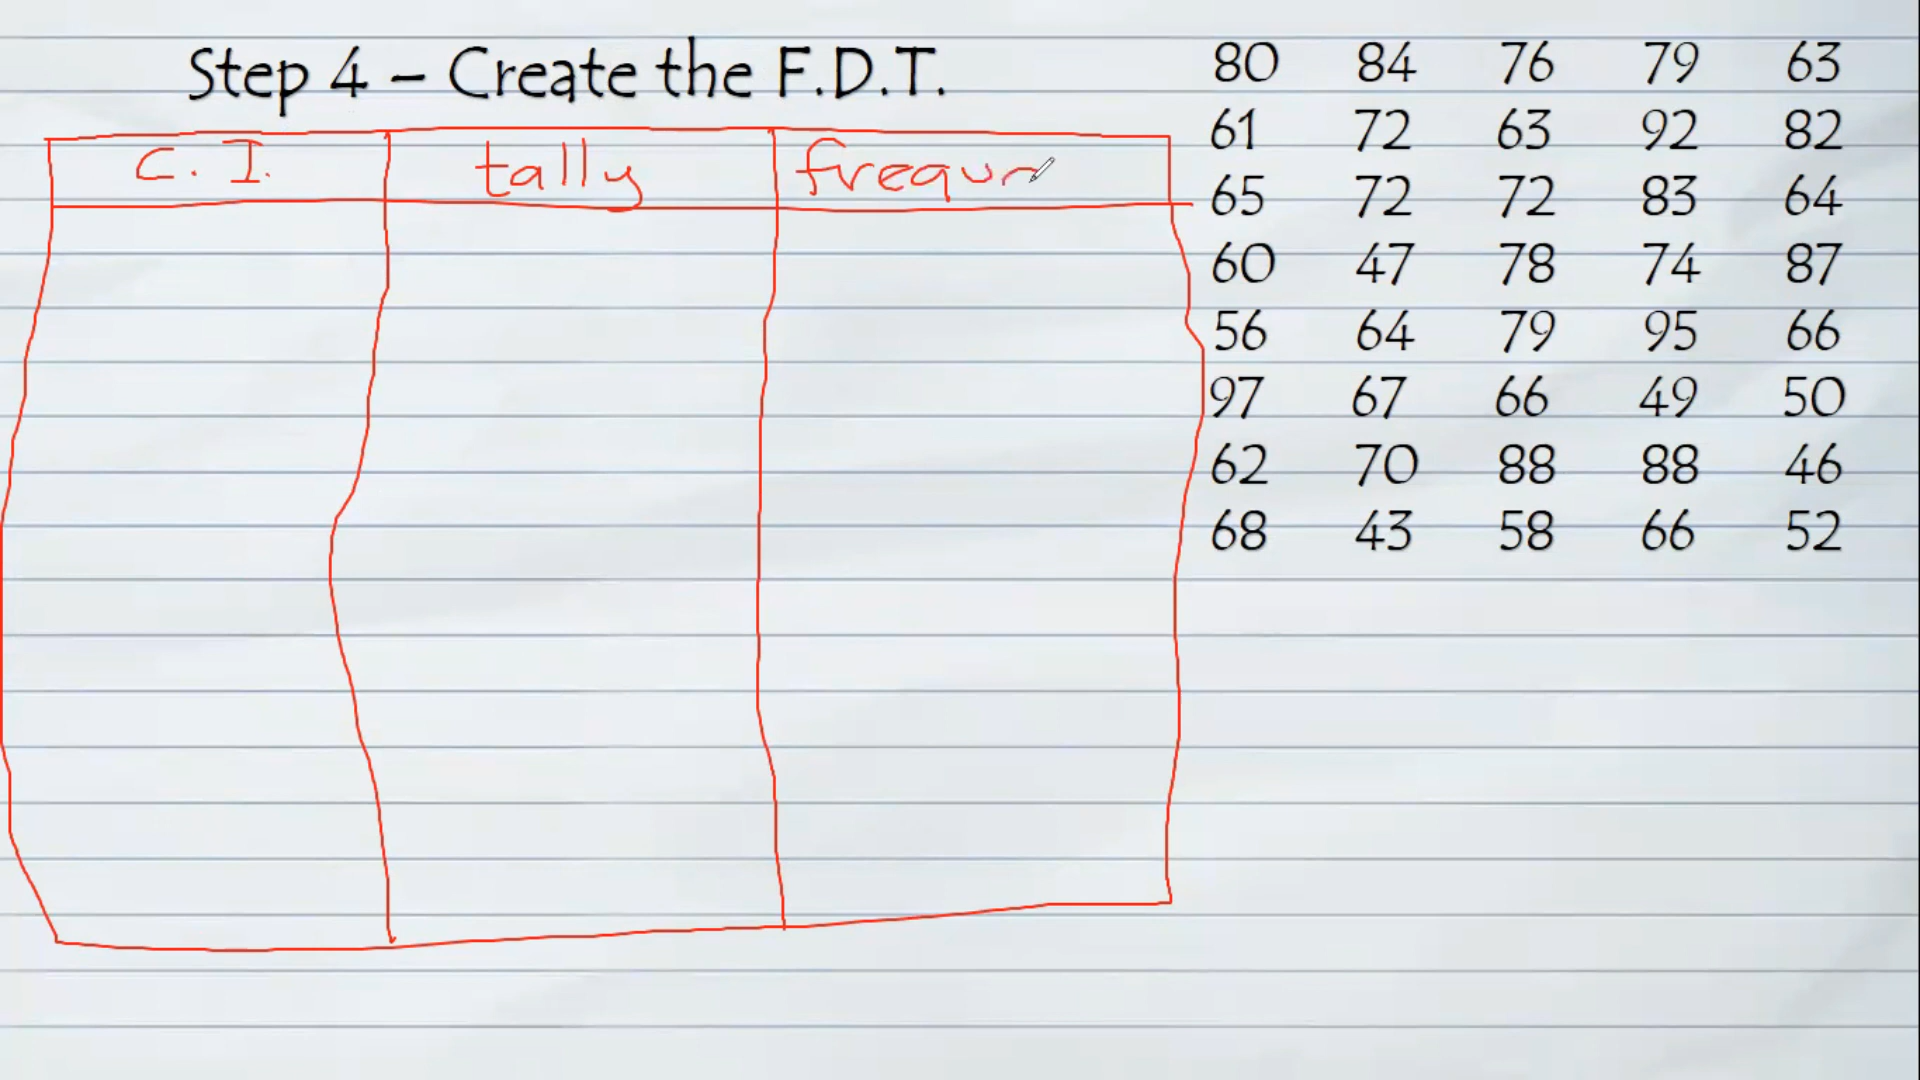 Step 4 – Create the F.D.T.
C. I. tally frequr
80 84 76 79 63
61 72 63 92 82
65 72 72 83 64
60 47 78 74 87
56 64 79 95 66
97 67 66 49 50
62 70 88 88 46
68 43 58 66 52